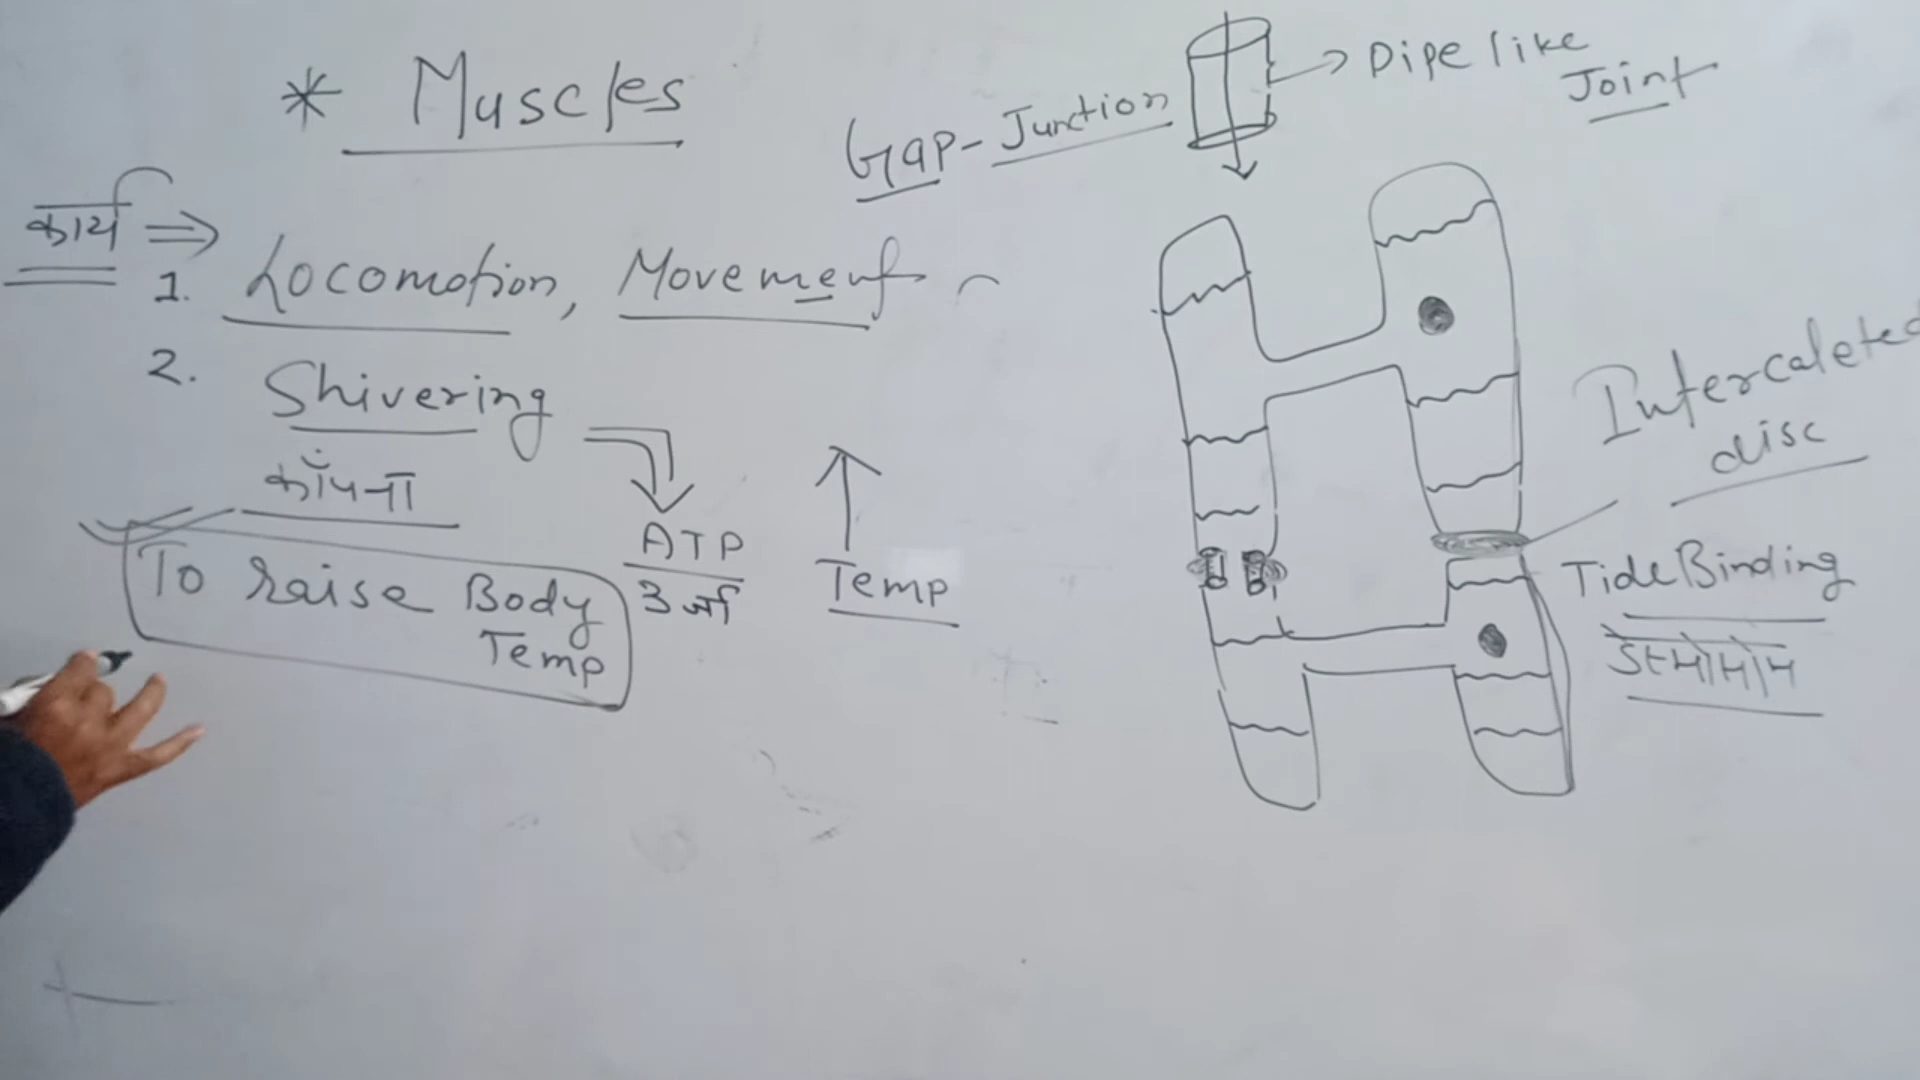 * Muscles
कार्य ⇒
1. Locomotion, Movement
2. Shivering
काँपना
To raise Body
Temp
ATP
ऊर्जा
↑
Temp
Gap-Junction
→ Pipe like
Joint
Intercaleted
disc
Tide Binding